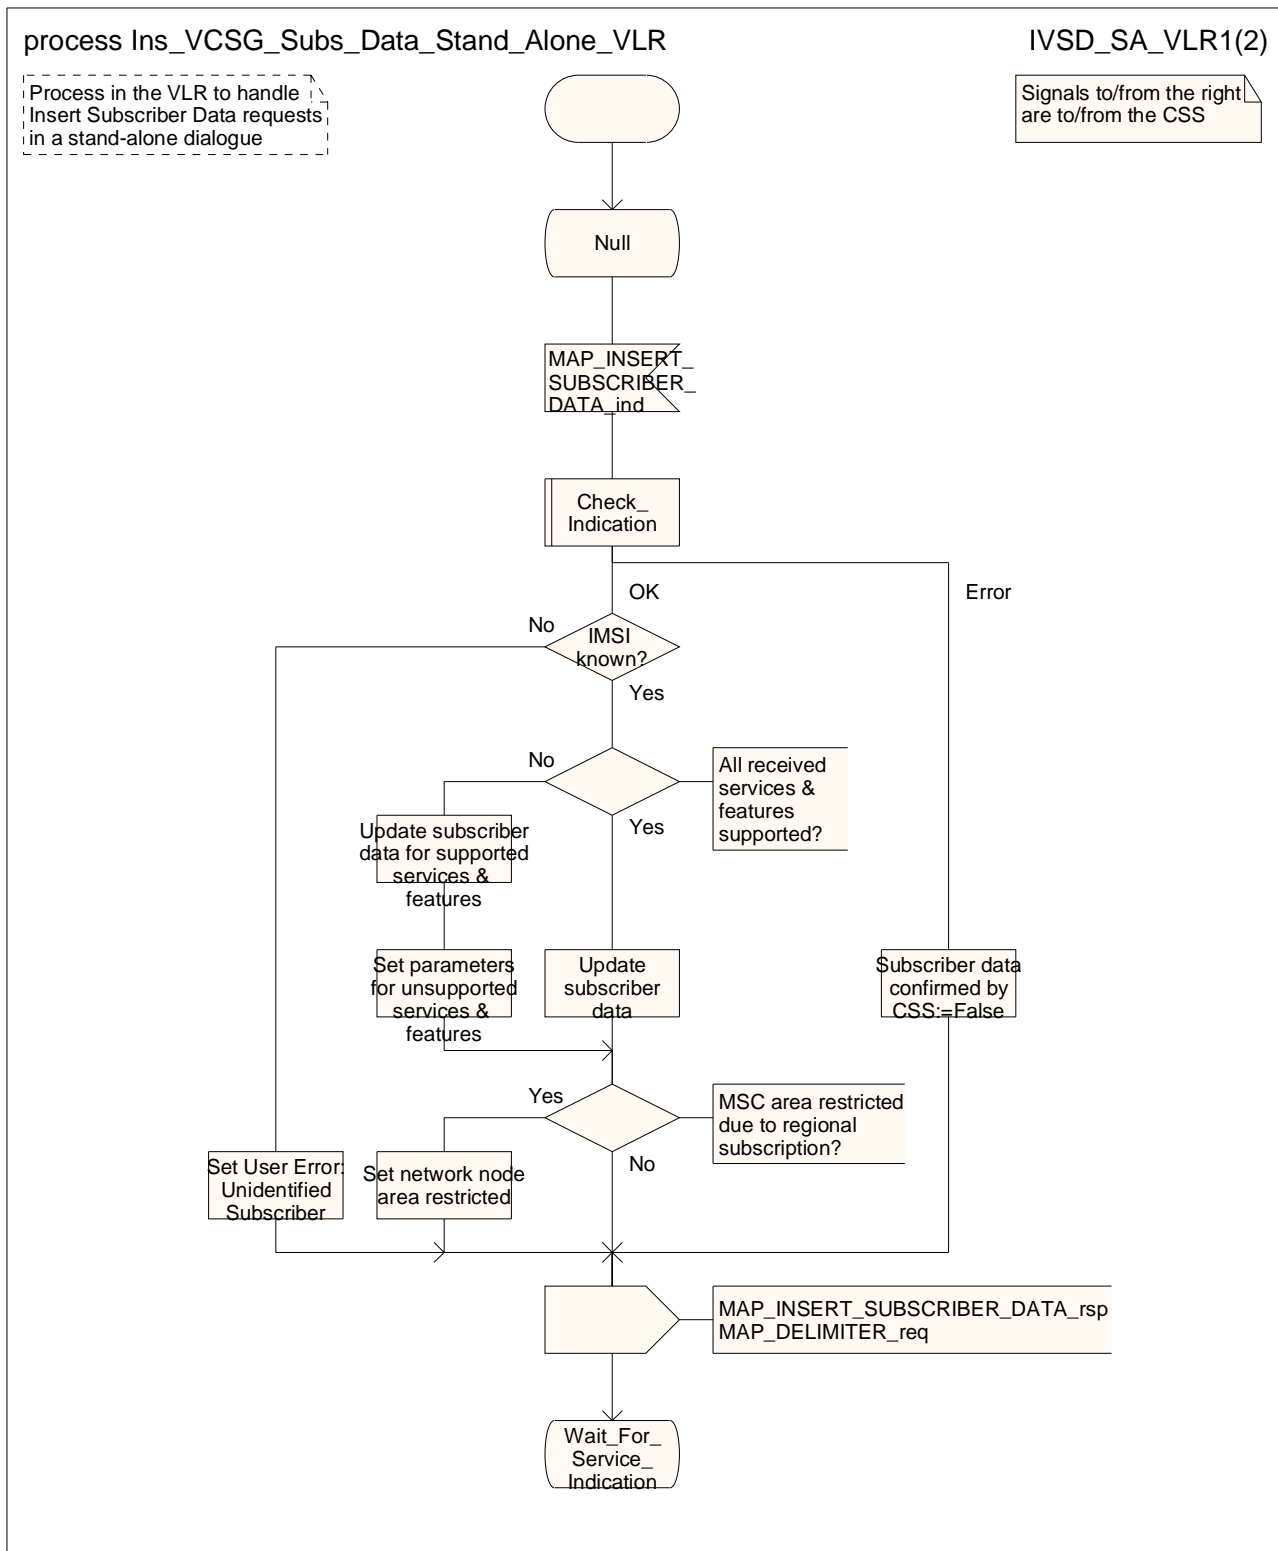 process Ins_VCSG_Subs_Data_Stand_Alone_VLR
IVSD_SA_VLR1(2)
Process in the VLR to handle
Insert Subscriber Data requests
in a stand-alone dialogue
Signals to/from the right
are to/from the CSS
Null
MAP_INSERT_
SUBSCRIBER_
DATA_ind
Check_
Indication
OK
Error
No
IMSI
known?
Yes
No
All received
services &
features
supported?
Yes
Update subscriber
data for supported
services &
features
Set parameters
for unsupported
services &
features
Update
subscriber
data
Subscriber data
confirmed by
CSS:=False
Yes
MSC area restricted
due to regional
subscription?
No
Set User Error:
Unidentified
Subscriber
Set network node
area restricted
MAP_INSERT_SUBSCRIBER_DATA_rsp
MAP_DELIMITER_req
Wait_For_
Service_
Indication